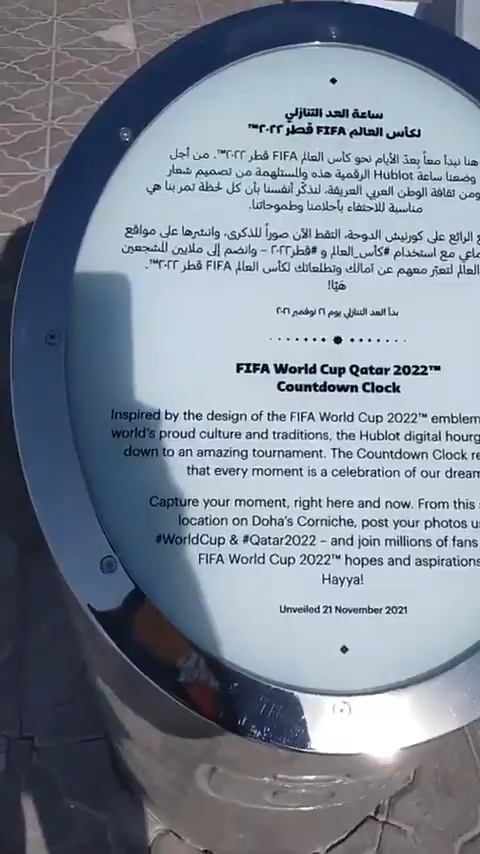 ساعة العد التنازلي
لكأس العالم FIFA قطر ٢٠٢٢™
هنا نبدأ معاً بِعدّ الأيام نحو كأس العالم FIFA قطر ٢٠٢٢™. من أجل
وضعنا ساعة Hublot الرقمية هذه والمستلهمة من تصميم شعار
ومن ثقافة الوطن العربي العريقة، لنذكّر أنفسنا بأن كل لحظة تمر بنا هي
مناسبة للاحتفاء بأحلامنا وطموحاتنا.
الرائع على كورنيش الدوحة، التقط الآن صوراً للذكرى، وانشرها على مواقع
مع استخدام #كأس_العالم و #قطر٢٠٢٢ – وانضم إلى ملايين المشجعين
العالم لتعبّر معهم عن آمالك وتطلعاتك لكأس العالم FIFA قطر ٢٠٢٢™.
هَيّا!
بدأ العد التنازلي يوم ٢١ نوفمبر ٢٠٢١
FIFA World Cup Qatar 2022™
Countdown Clock
Inspired by the design of the FIFA World Cup 2022™ emblem
world's proud culture and traditions, the Hublot digital hourg
down to an amazing tournament. The Countdown Clock re
that every moment is a celebration of our dream
Capture your moment, right here and now. From this
location on Doha's Corniche, post your photos us
#WorldCup & #Qatar2022 – and join millions of fans
FIFA World Cup 2022™ hopes and aspirations
Hayya!
Unveiled 21 November 2021